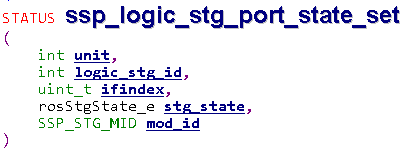 STATUS ssp_logic_stg_port_state_set
(
int unit,
int logic_stg_id,
uint_t ifindex,
rosStgState_e stg_state,
SSP_STG_MID mod_id
)